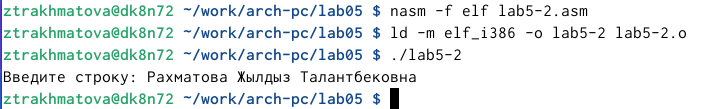 ztrakhmatova@dk8n72 ~/work/arch-pc/lab05 $ nasm -f elf lab5-2.asm
ztrakhmatova@dk8n72 ~/work/arch-pc/lab05 $ ld -m elf_i386 -o lab5-2 lab5-2.o
ztrakhmatova@dk8n72 ~/work/arch-pc/lab05 $ ./lab5-2
Введите строку: Рахматова Жылдыз Талантбековна
ztrakhmatova@dk8n72 ~/work/arch-pc/lab05 $